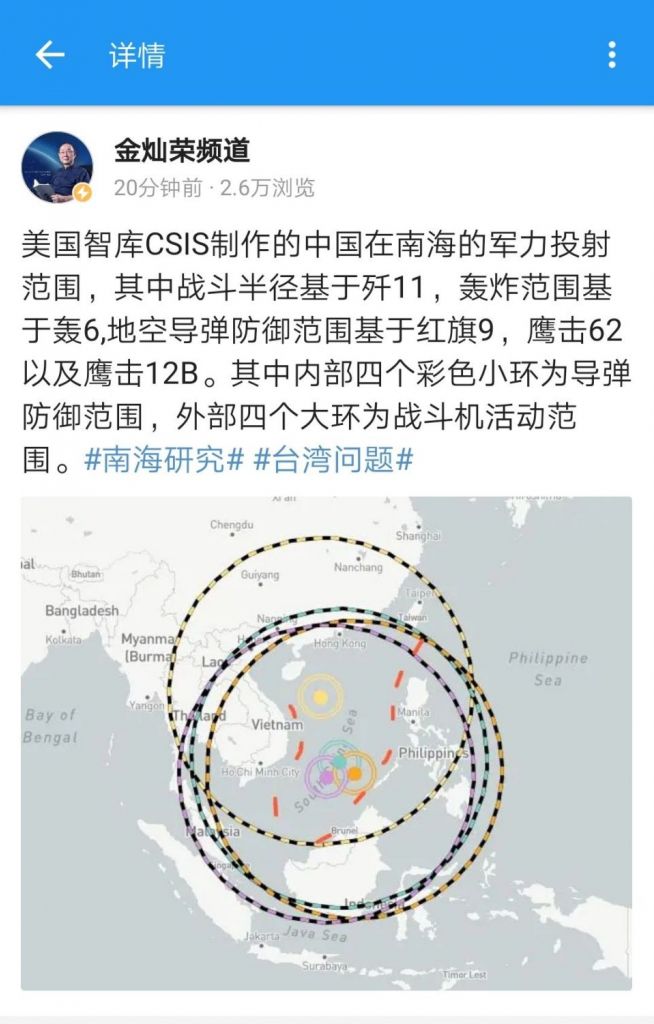 详情
金灿荣频道
20分钟前 · 2.6万浏览
美国智库CSIS制作的中国在南海的军力投射
范围，其中战斗半径基于歼11，轰炸范围基
于轰6,地空导弹防御范围基于红旗9，鹰击62
以及鹰击12B。其中内部四个彩色小环为导弹
防御范围，外部四个大环为战斗机活动范
围。#南海研究# #台湾问题#
Chengdu
Shanghai
Nanchang
Bhutan
Guiyang
Taipei
Bangladesh
Taiwan
Kolkata
Myanmar
(Burma)
Hong Kong
Philippine
Sea
Yangon
Thailand
Bay of
Bengal
Vietnam
Manila
Philippines
Ho Chi Minh City
South China Sea
Malaysia
Brunei
Singapore
Indonesia
Jakarta
Java Sea
Surabaya
Timor Lest